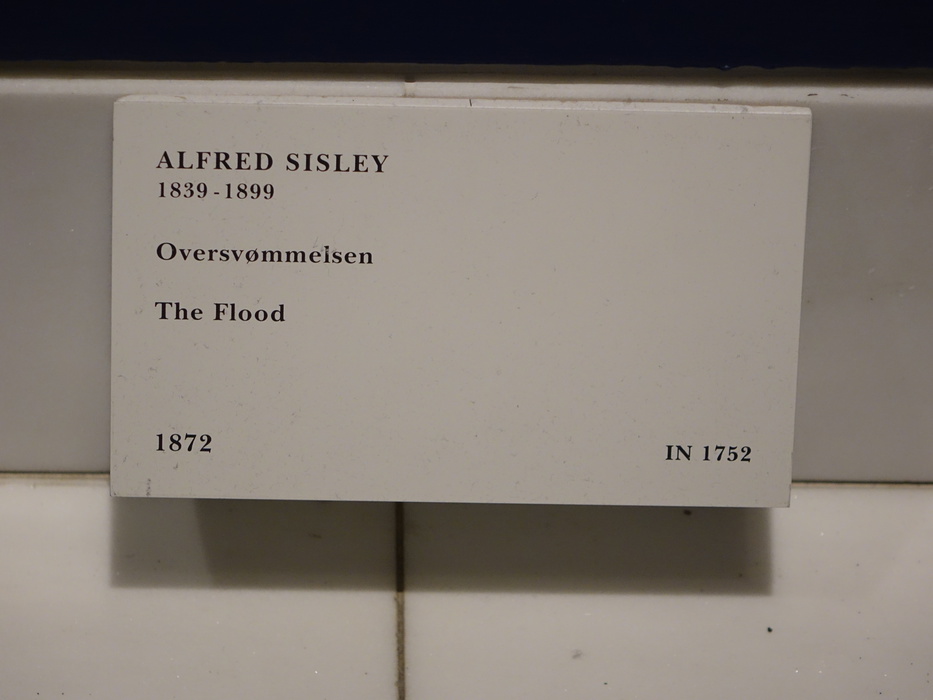 ALFRED SISLEY
1839-1899
Oversvømmelsen
The Flood
1872
IN 1752